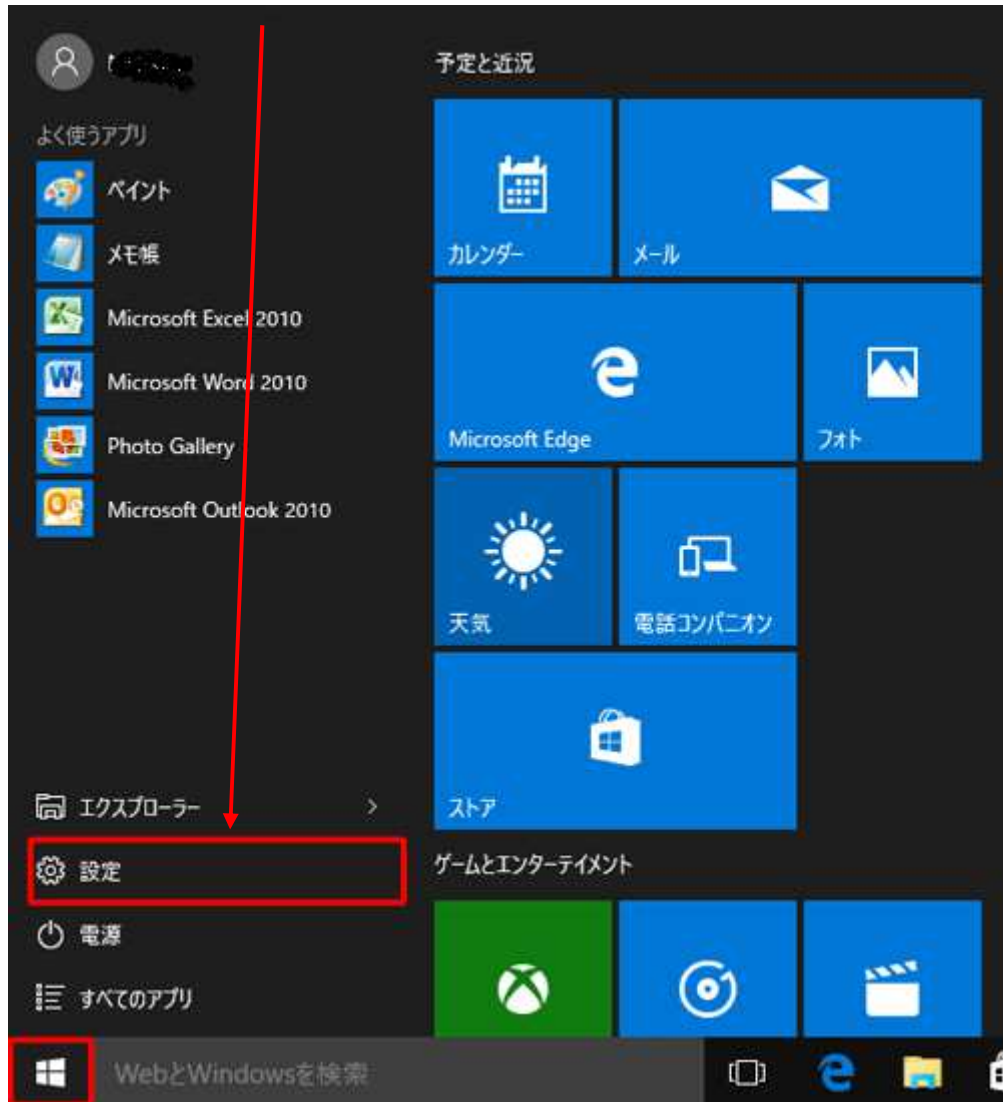 よく使うアプリ
ペイント
メモ帳
Microsoft Excel 2010
Microsoft Word 2010
Photo Gallery
Microsoft Outlook 2010
エクスプローラー
設定
電源
すべてのアプリ
予定と近況
カレンダー
メール
Microsoft Edge
フォト
天気
電話コンパニオン
ストア
ゲームとエンターテイメント
WebとWindowsを検索